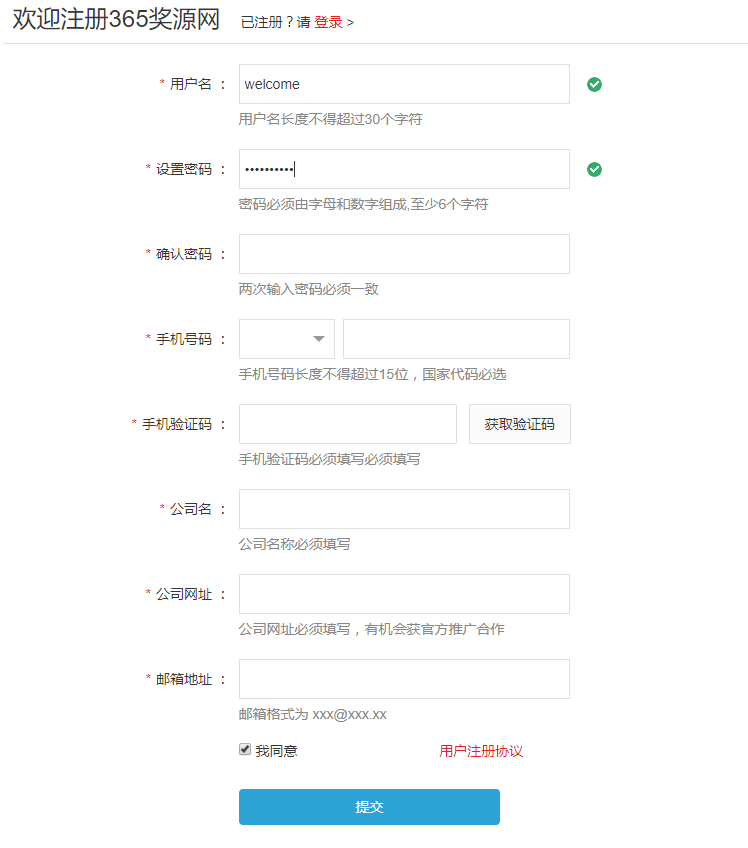 欢迎注册365奖源网 已注册？请 登录 >
* 用户名 ： welcome
用户名长度不得超过30个字符
* 设置密码 ： ••••••••••
密码必须由字母和数字组成,至少6个字符
* 确认密码 ：
两次输入密码必须一致
* 手机号码 ：
手机号码长度不得超过15位，国家代码必选
* 手机验证码 ： 获取验证码
手机验证码必须填写必须填写
* 公司名 ：
公司名称必须填写
* 公司网址 ：
公司网址必须填写，有机会获官方推广合作
* 邮箱地址 ：
邮箱格式为 xxx@xxx.xx
我同意 用户注册协议
提交